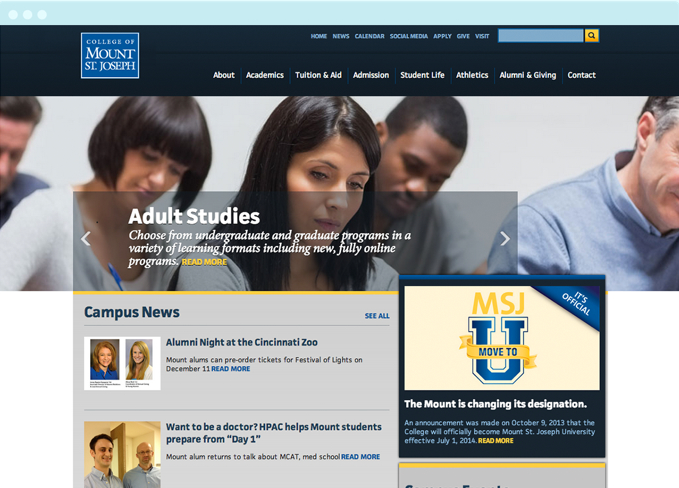 COLLEGE OF
MOUNT
ST. JOSEPH
HOME NEWS CALENDAR SOCIAL MEDIA APPLY GIVE VISIT
About Academics Tuition & Aid Admission Student Life Athletics Alumni & Giving Contact
Adult Studies
Choose from undergraduate and graduate programs in a
variety of learning formats including new, fully online
programs. READ MORE
Campus News
SEE ALL
Alumni Night at the Cincinnati Zoo
Mount alums can pre-order tickets for Festival of Lights on
December 11 READ MORE
Want to be a doctor? HPAC helps Mount students
prepare from “Day 1”
Mount alum returns to talk about MCAT, med school READ MORE
IT'S
OFFICIAL
MSJ
U
MOVE TO
The Mount is changing its designation.
An announcement was made on October 9, 2013 that the
College will officially become Mount St. Joseph University
effective July 1, 2014. READ MORE